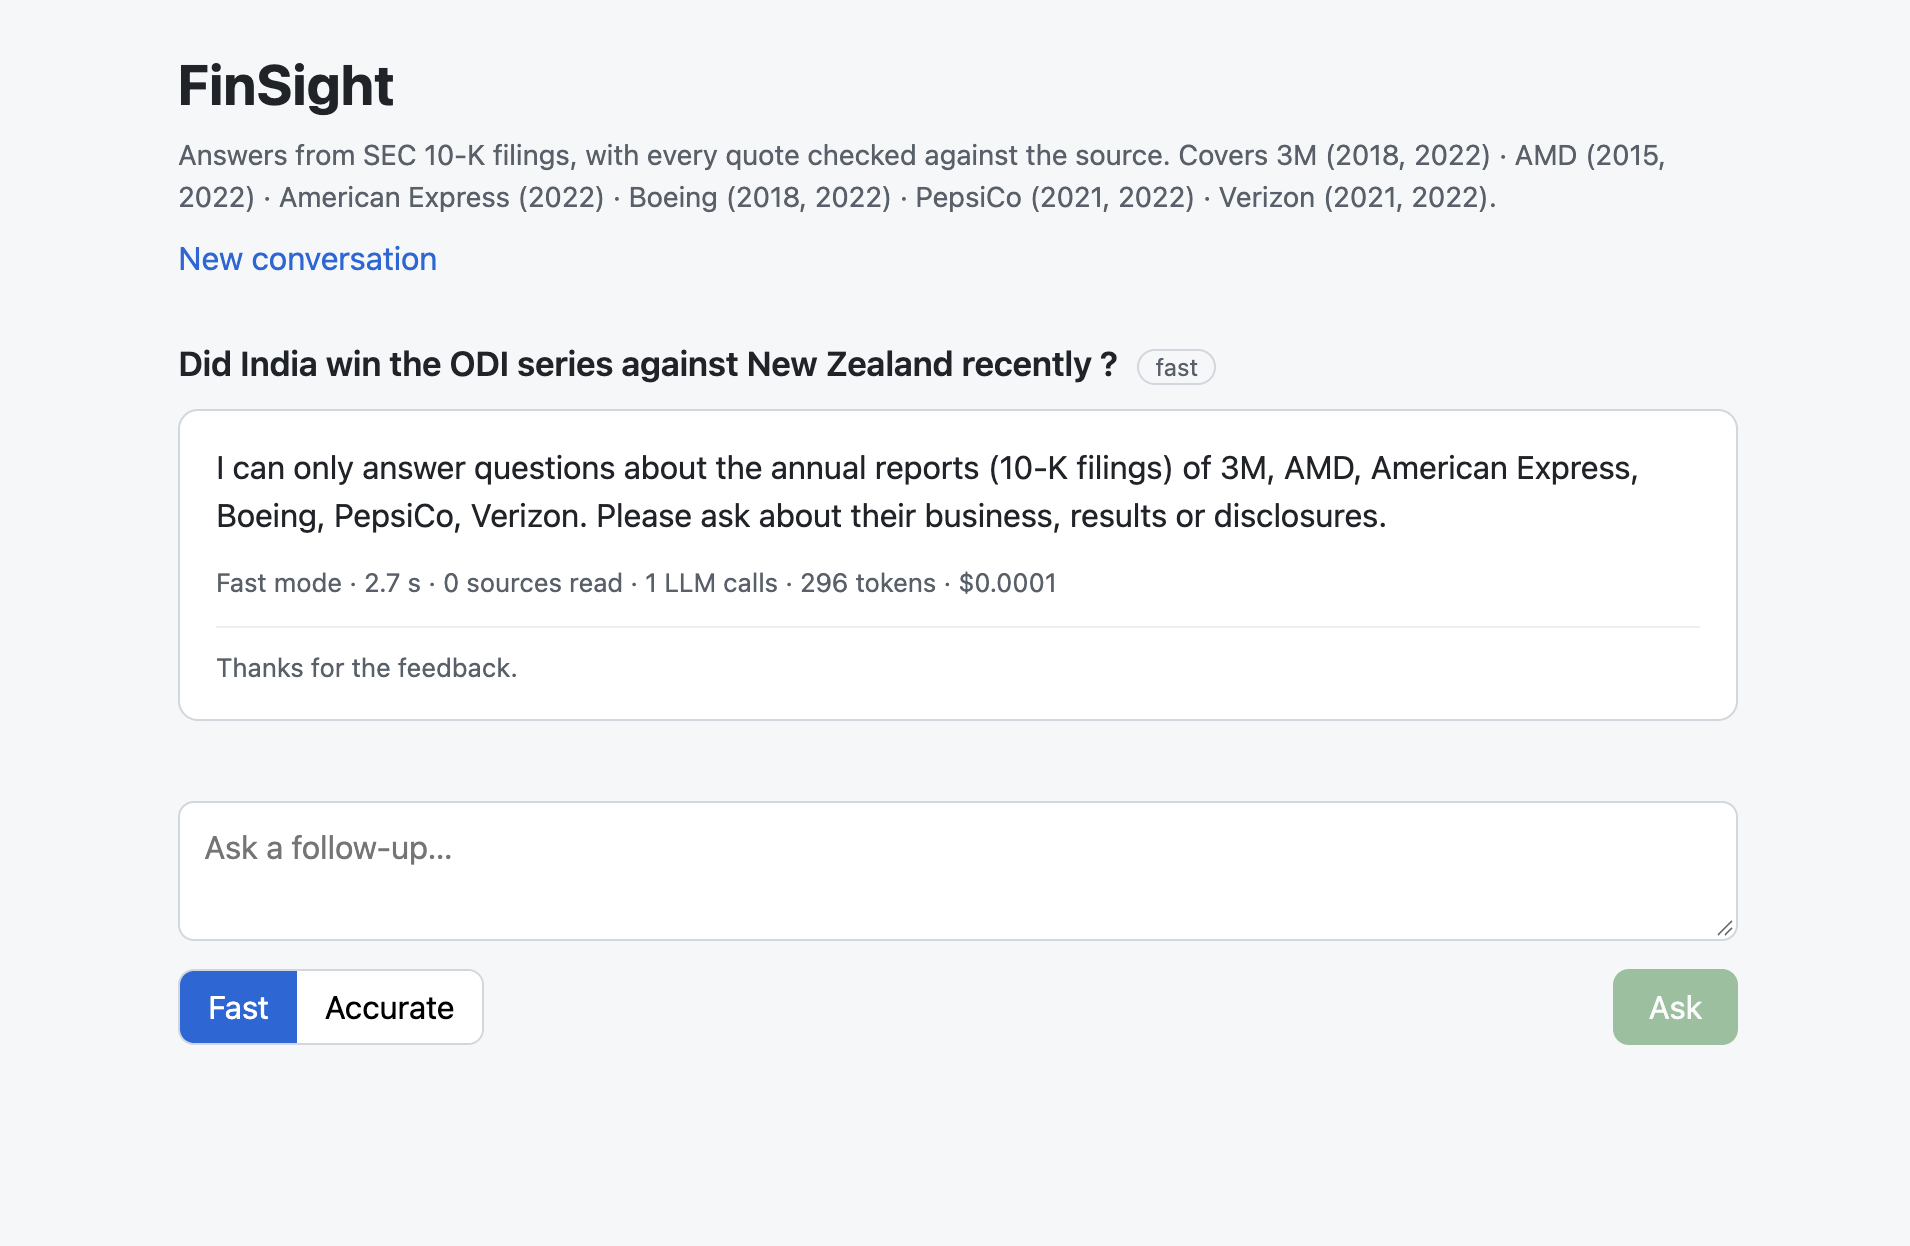 FinSight
Answers from SEC 10-K filings, with every quote checked against the source. Covers 3M (2018, 2022) · AMD (2015,
2022) · American Express (2022) · Boeing (2018, 2022) · PepsiCo (2021, 2022) · Verizon (2021, 2022).
New conversation
Did India win the ODI series against New Zealand recently ? fast
I can only answer questions about the annual reports (10-K filings) of 3M, AMD, American Express,
Boeing, PepsiCo, Verizon. Please ask about their business, results or disclosures.
Fast mode · 2.7 s · 0 sources read · 1 LLM calls · 296 tokens · $0.0001
Thanks for the feedback.
Ask a follow-up...
Fast Accurate Ask